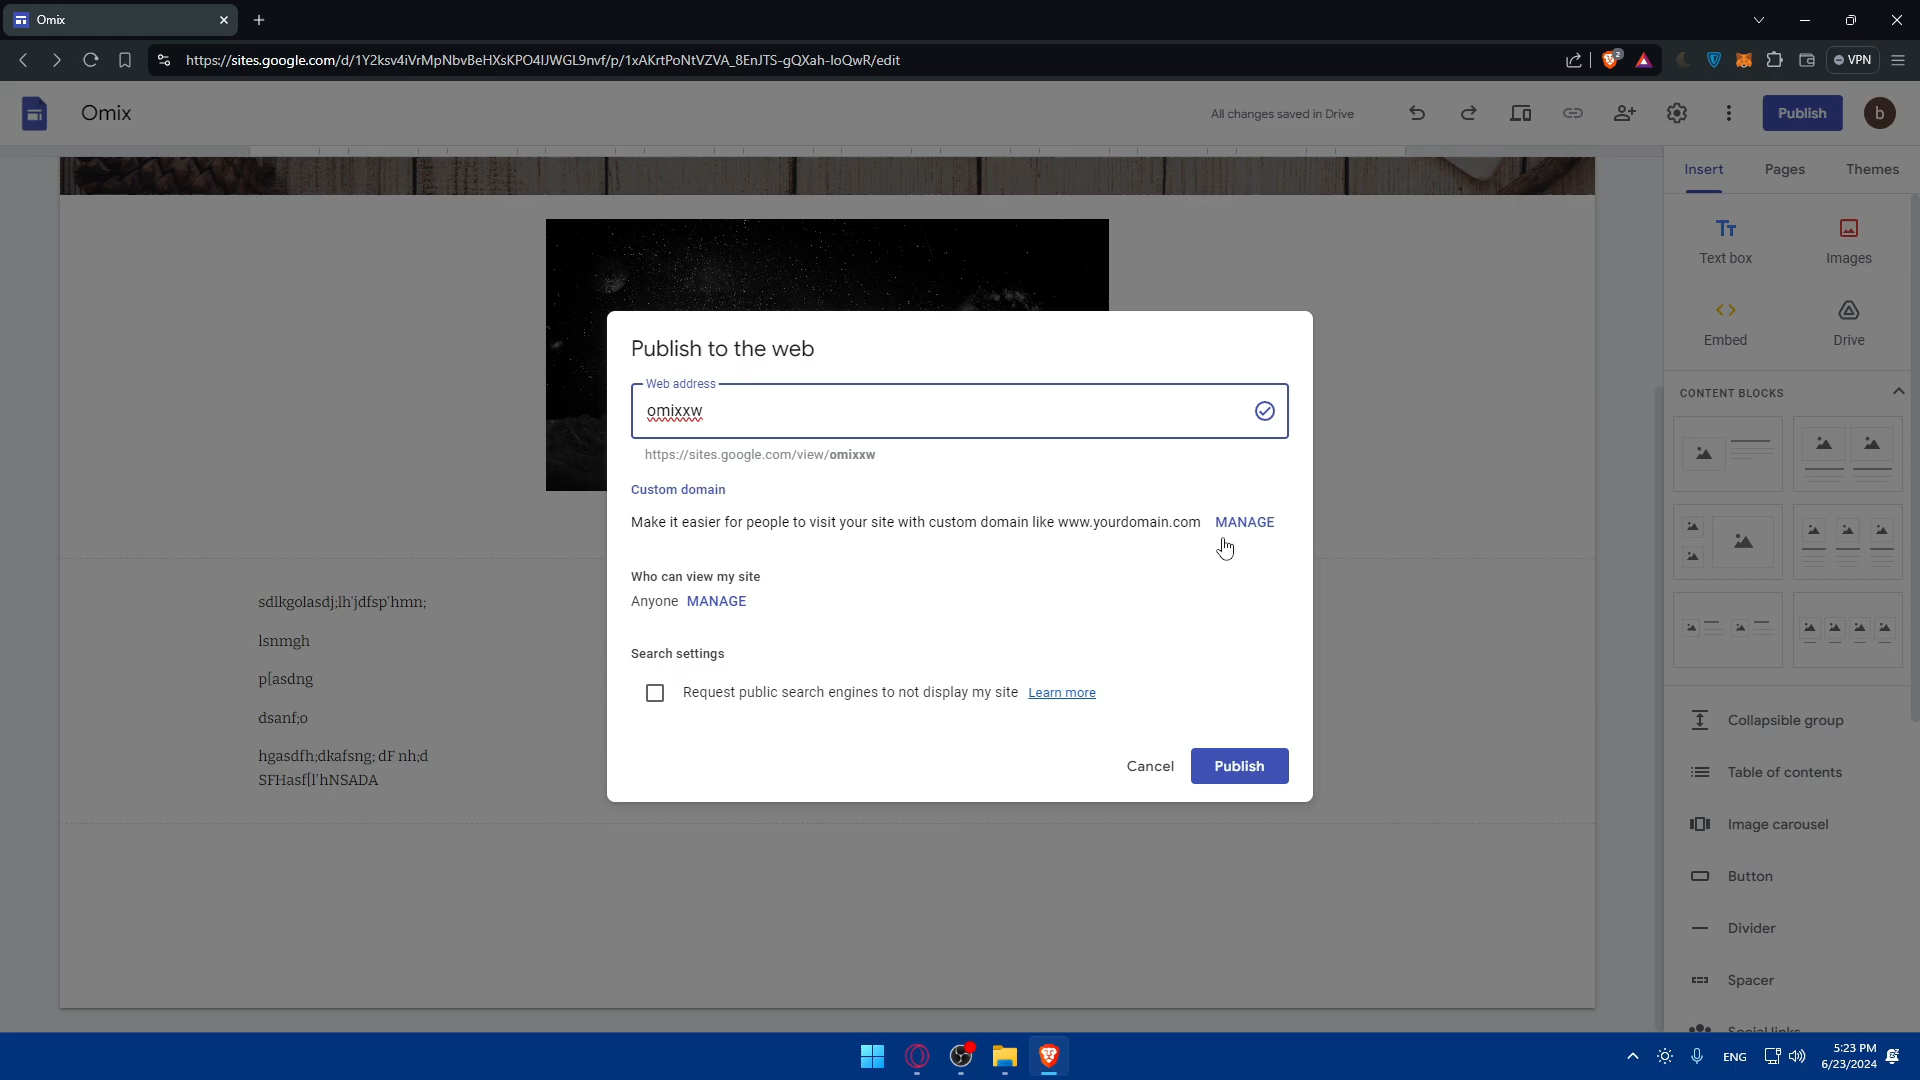 Omix
https://sites.google.com/d/1Y2ksv4iVrMpNbvBeHXsKPO4lJWGL9nvf/p/1xAKrtPoNtVZVA_8EnJTS-gQXah-loQwR/edit
2
VPN
Omix
All changes saved in Drive
Publish
b
Insert
Pages
Themes
Tт
Text box
Images
Embed
Drive
CONTENT BLOCKS
Publish to the web
Web address
omixxw
https://sites.google.com/view/omixxw
Custom domain
Make it easier for people to visit your site with custom domain like www.yourdomain.com MANAGE
Who can view my site
Anyone MANAGE
Search settings
Request public search engines to not display my site Learn more
Cancel
Publish
sdlkgolasdj;lh'jdfsp'hmn;
lsnmgh
p[asdng
dsanf;o
hgasdfh;dkafsng; dF nh;d
SFHasf[l'hNSADA
Collapsible group
Table of contents
Image carousel
Button
Divider
Spacer
Social links
ENG
5:23 PM
6/23/2024